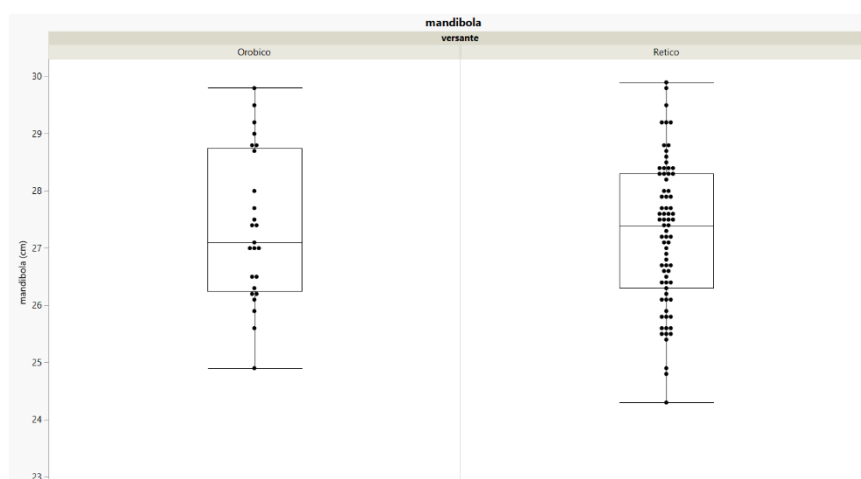 mandibola
versante
Orobico
Retico
mandibola (cm)
30
29
28
27
26
25
24
23